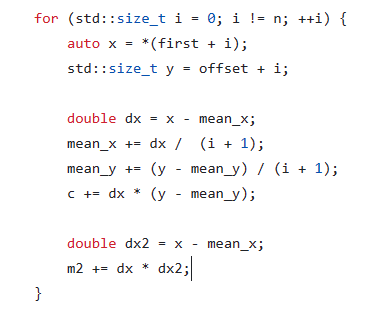 for (std::size_t i = 0; i != n; ++i) {
    auto x = *(first + i);
    std::size_t y = offset + i;

    double dx = x - mean_x;
    mean_x += dx /  (i + 1);
    mean_y += (y - mean_y) / (i + 1);
    c += dx * (y - mean_y);

    double dx2 = x - mean_x;
    m2 += dx * dx2;
}